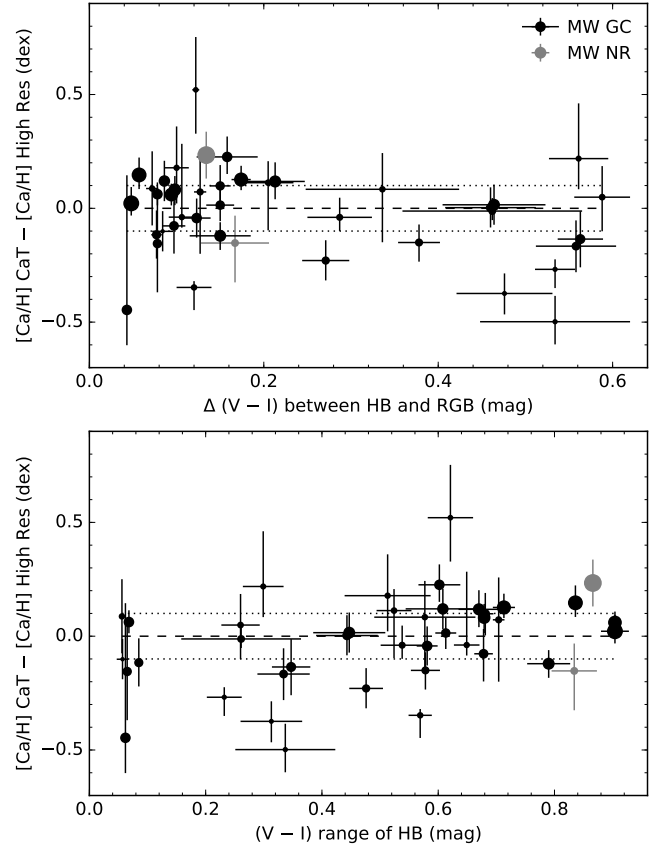 MW GC
MW NR
[Ca/H] CaT − [Ca/H] High Res (dex)
0.5
0.0
−0.5
0.0 0.2 0.4 0.6
Δ (V − I) between HB and RGB (mag)
[Ca/H] CaT − [Ca/H] High Res (dex)
0.5
0.0
−0.5
0.0 0.2 0.4 0.6 0.8
(V − I) range of HB (mag)